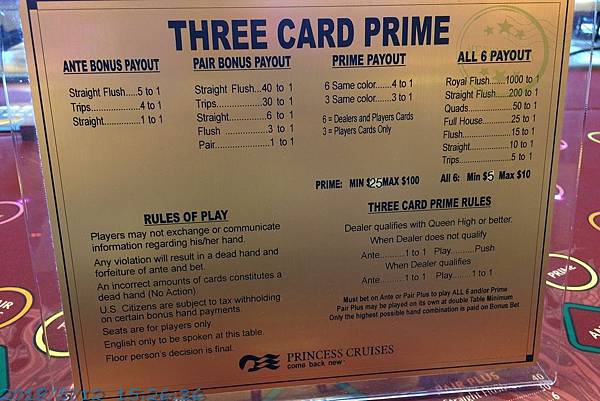 THREE CARD PRIME
ANTE BONUS PAYOUT
Straight Flush.....5 to 1
Trips..................4 to 1
Straight.............1 to 1
PAIR BONUS PAYOUT
Straight Flush...40 to 1
Trips.................30 to 1
Straight..............6 to 1
Flush ...............3 to 1
Pair....................1 to 1
PRIME PAYOUT
6 Same color.......4 to 1
3 Same color.......3 to 1
6 = Dealers and Players Cards
3 = Players Cards Only
ALL 6 PAYOUT
Royal Flush.......1000 to 1
Straight Flush.....200 to 1
Quads..................50 to 1
Full House...........25 to 1
Flush....................15 to 1
Straight................10 to 1
Trips.....................5 to 1
PRIME: MIN $25 MAX $100
All 6: Min $5 Max $10
RULES OF PLAY
Players may not exchange or communicate
information regarding his/her hand.
Any violation will result in a dead hand and
forfeiture of ante and bet.
An incorrect amounts of cards constitutes a
dead hand (No Action)
U.S. Citizens are subject to tax withholding
on certain bonus hand payments.
Seats are for players only.
English only to be spoken at this table.
Floor person's decision is final.
THREE CARD PRIME RULES
Dealer qualifies with Queen High or better.
When Dealer does not qualify
Ante..........1 to 1 Play........Push
When Dealer qualifies
Ante..........1 to 1 Play........1 to 1
Must bet on Ante or Pair Plus to play ALL 6 and/or Prime
Pair Plus may be played on its own at double Table Minimum
Only the highest possible hand combination is paid on Bonus Bet
PRINCESS CRUISES
come back new
PRIME
PAIR PLUS
Straight Flush
40